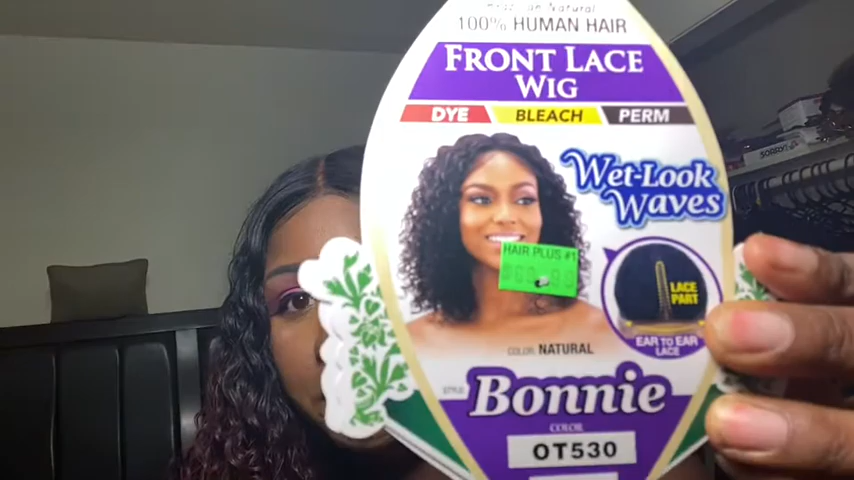 100% HUMAN HAIR
FRONT LACE
WIG
DYE BLEACH PERM
Wet-Look
Waves
HAIR PLUS #1
LACE
PART
EAR TO EAR
LACE
COLOR: NATURAL
STYLE: Bonnie
COLOR
OT530